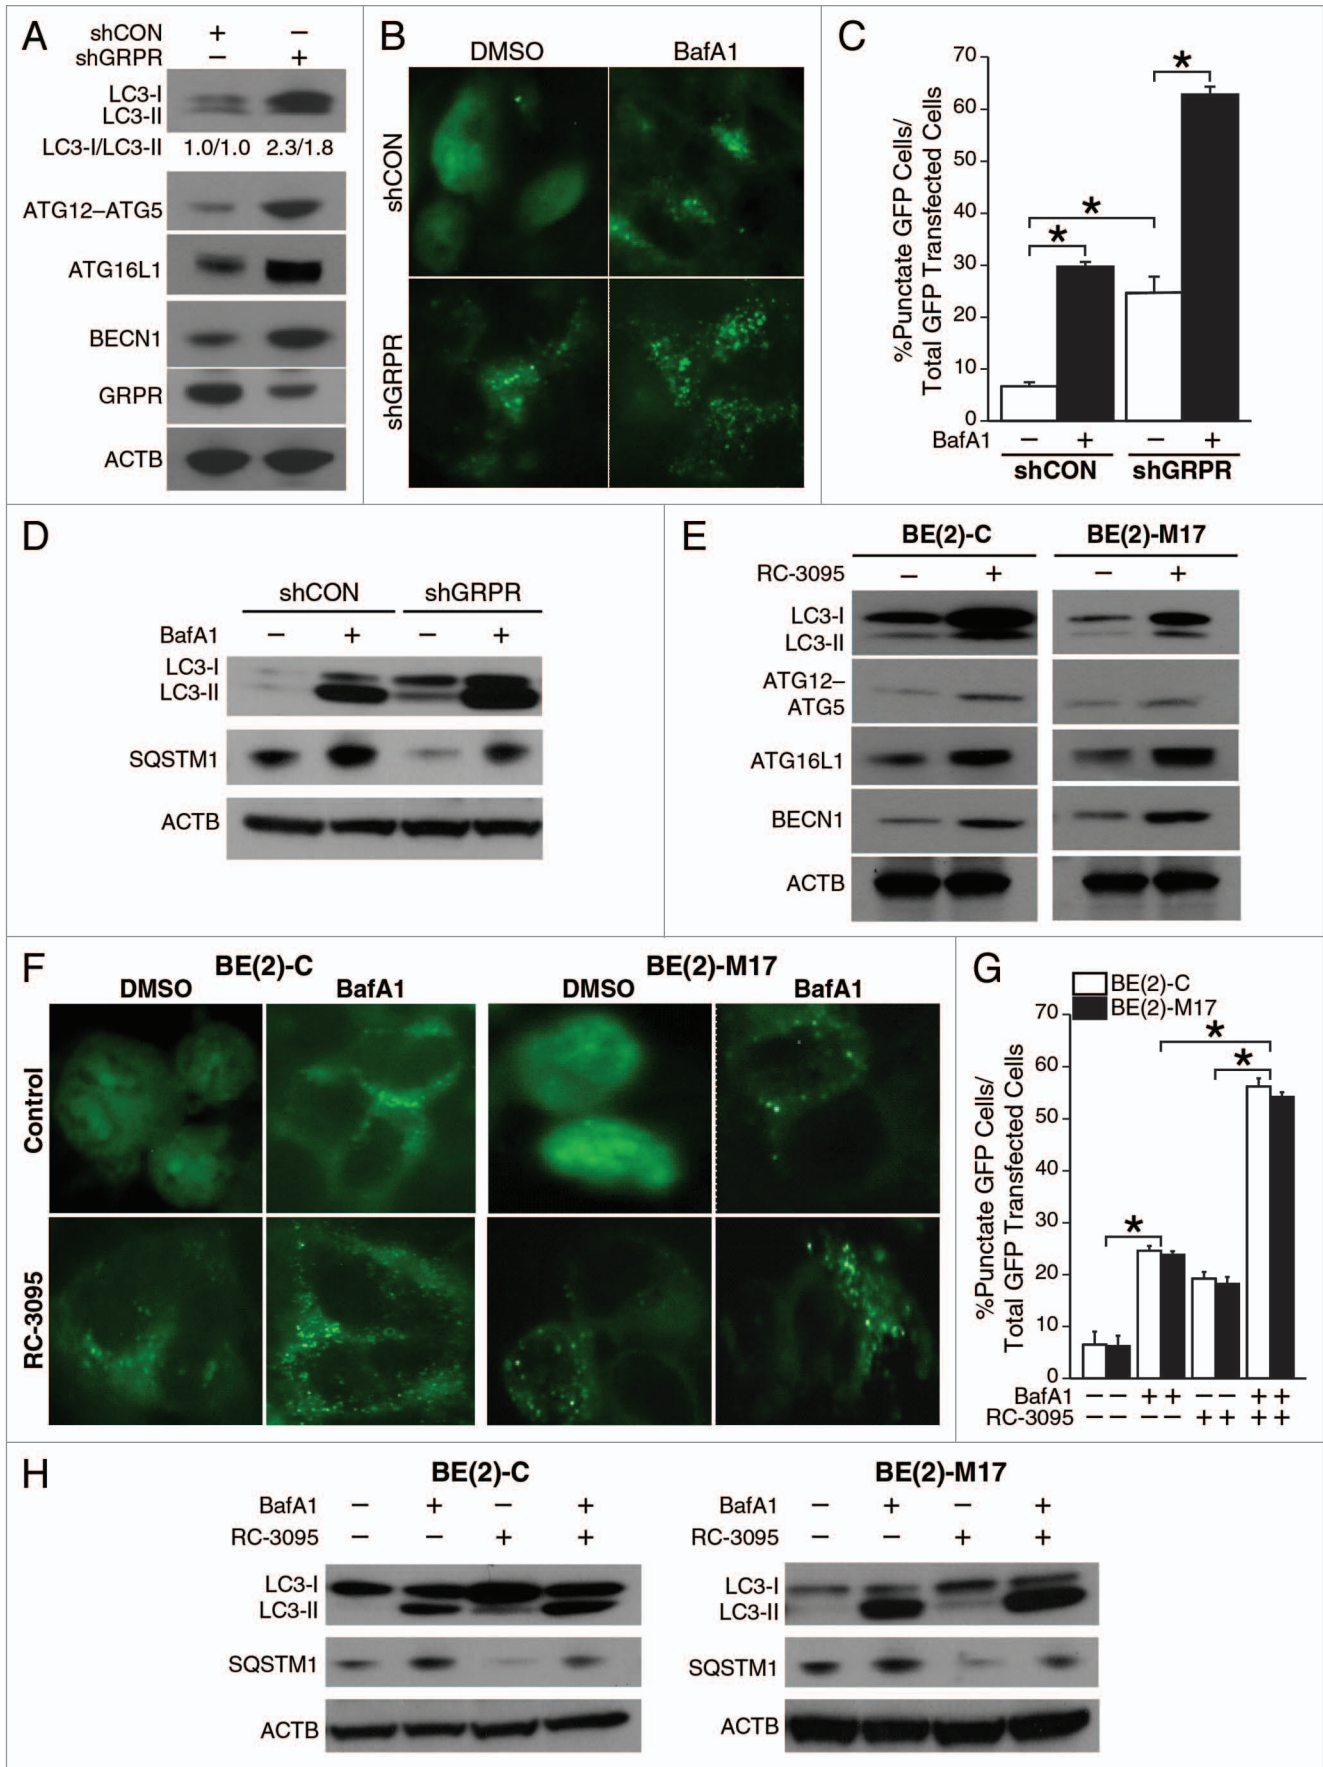 A
shCON + −
shGRPR − +
LC3-I
LC3-II
LC3-I/LC3-II 1.0/1.0 2.3/1.8
ATG12–ATG5
ATG16L1
BECN1
GRPR
ACTB
B
DMSO BafA1
shCON
shGRPR
C
%Punctate GFP Cells/
Total GFP Transfected Cells
70
60
50
40
30
20
10
0
* * * *
BafA1 − + − +
shCON shGRPR
D
shCON shGRPR
BafA1 − + − +
LC3-I
LC3-II
SQSTM1
ACTB
E
BE(2)-C BE(2)-M17
RC-3095 − + − +
LC3-I
LC3-II
ATG12–
ATG5
ATG16L1
BECN1
ACTB
F
BE(2)-C BE(2)-M17
DMSO BafA1 DMSO BafA1
Control
RC-3095
G
BE(2)-C
BE(2)-M17
%Punctate GFP Cells/
Total GFP Transfected Cells
70
60
50
40
30
20
10
0
* * *
BafA1 − − + + − − + +
RC-3095 − − − − + + + +
H
BE(2)-C
BafA1 − + − +
RC-3095 − − + +
LC3-I
LC3-II
SQSTM1
ACTB
BE(2)-M17
BafA1 − + − +
RC-3095 − − + +
LC3-I
LC3-II
SQSTM1
ACTB